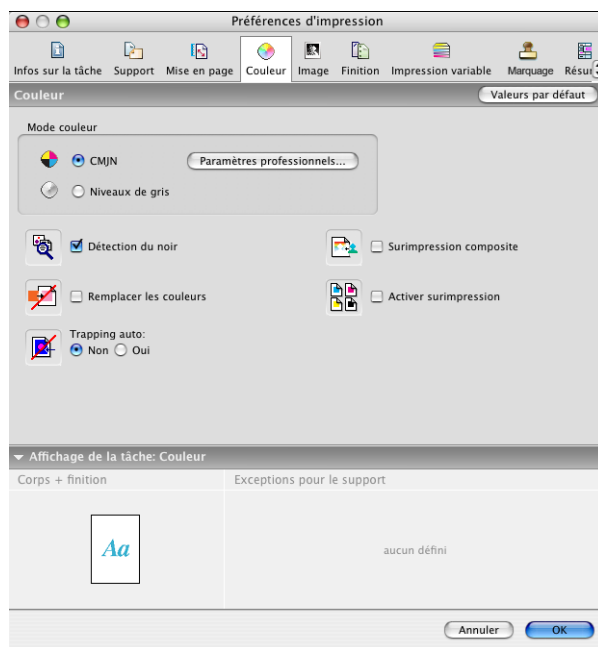 Préférences d'impression
Infos sur la tâche Support Mise en page Couleur Image Finition Impression variable Marquage Résu
Couleur Valeurs par défaut
Mode couleur
CMJN Paramètres professionnels...
Niveaux de gris
Détection du noir Surimpression composite
Remplacer les couleurs Activer surimpression
Trapping auto:
Non Oui
Affichage de la tâche: Couleur
Corps + finition Exceptions pour le support
Aa aucun défini
Annuler OK